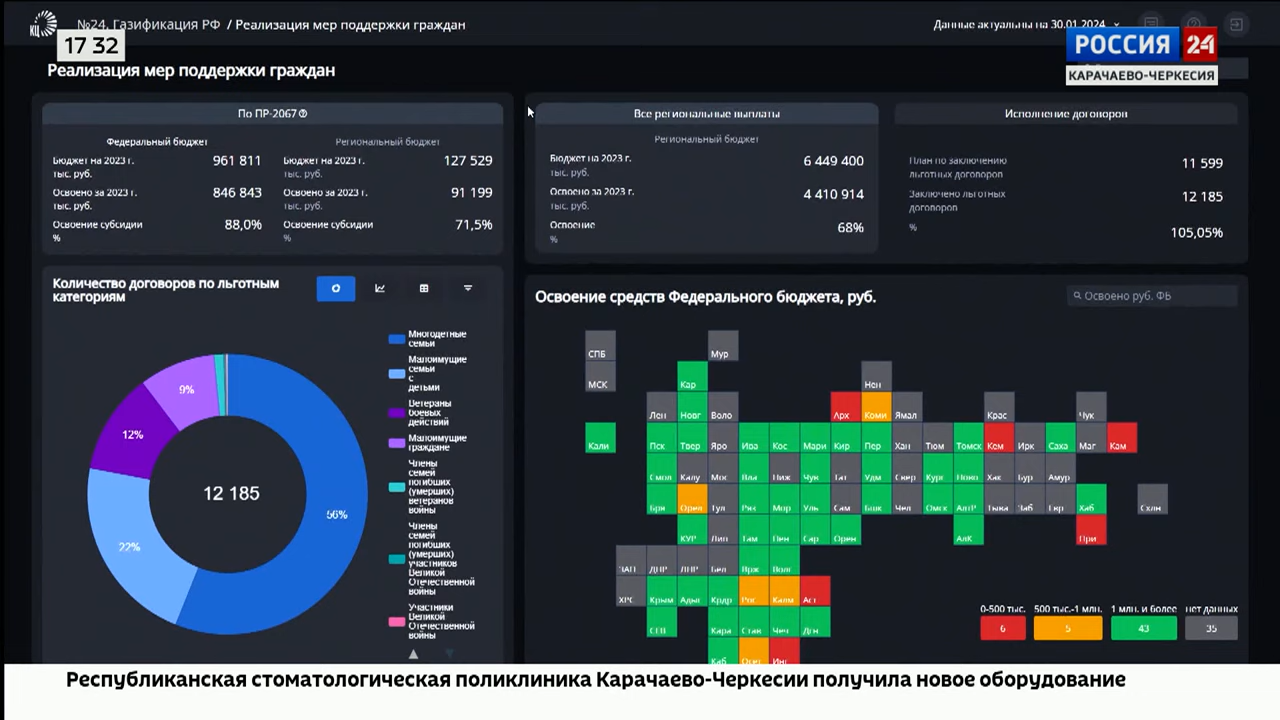 №24. Газификация РФ / Реализация мер поддержки граждан
Данные актуальны на 30.01.2024
17 32
РОССИЯ 24
КАРАЧАЕВО-ЧЕРКЕСИЯ
Реализация мер поддержки граждан
По ПР-2067
Федеральный бюджет
Региональный бюджет
Бюджет на 2023 г.
тыс. руб.
961 811
Бюджет на 2023 г.
тыс. руб.
127 529
Освоено за 2023 г.
тыс. руб.
846 843
Освоено за 2023 г.
тыс. руб.
91 199
Освоение субсидии
%
88,0%
Освоение субсидии
%
71,5%
Все региональные выплаты
Региональный бюджет
Бюджет на 2023 г.
тыс. руб.
6 449 400
Освоено за 2023 г.
тыс. руб.
4 410 914
Освоение
%
68%
Исполнение договоров
План по заключению
льготных договоров
11 599
Заключено льготных
договоров
12 185
%
105,05%
Количество договоров по льготным
категориям
56%
22%
12%
9%
12 185
Многодетные
семьи
Малоимущие
семьи
с
детьми
Ветераны
боевых
действий
Малоимущие
граждане
Члены
семей
погибших
(умерших)
ветеранов
войны
Члены
семей
погибших
(умерших)
участников
Великой
Отечественной
войны
Участники
Великой
Отечественной
войны
Освоение средств Федерального бюджета, руб.
Освоено руб. ФБ
СПБ Мур
МСК Кар Нен
Лен Новг Воло Арх Коми Ямал Крас Чук
Кали Пск Твер Яро Ива Кос Мари Кир Пер Хан Тюм Томск Кем Ирк Саха Маг Кам
Смол Калу Мос Вла Ниж Чув Тат Удм Свер Кург Ново Хак Бур Амур
Бря Орел Тул Ряз Мор Уль Сам Бшк Чел Омск АлтР Тыва Заб Евр Хаб Схлн
КУР Лип Там Пен Сар Орен АлК При
ЗАП ДНР ЛНР Бел Врж Волг
ХРС Крым Адыг Крдр Рос Калм Аст
СЕВ Кара Став Чеч Дгн
Каб Осет Инг
0-500 тыс.
6
500 тыс.-1 млн.
5
1 млн. и более
43
нет данных
35
Республиканская стоматологическая поликлиника Карачаево-Черкесии получила новое оборудование